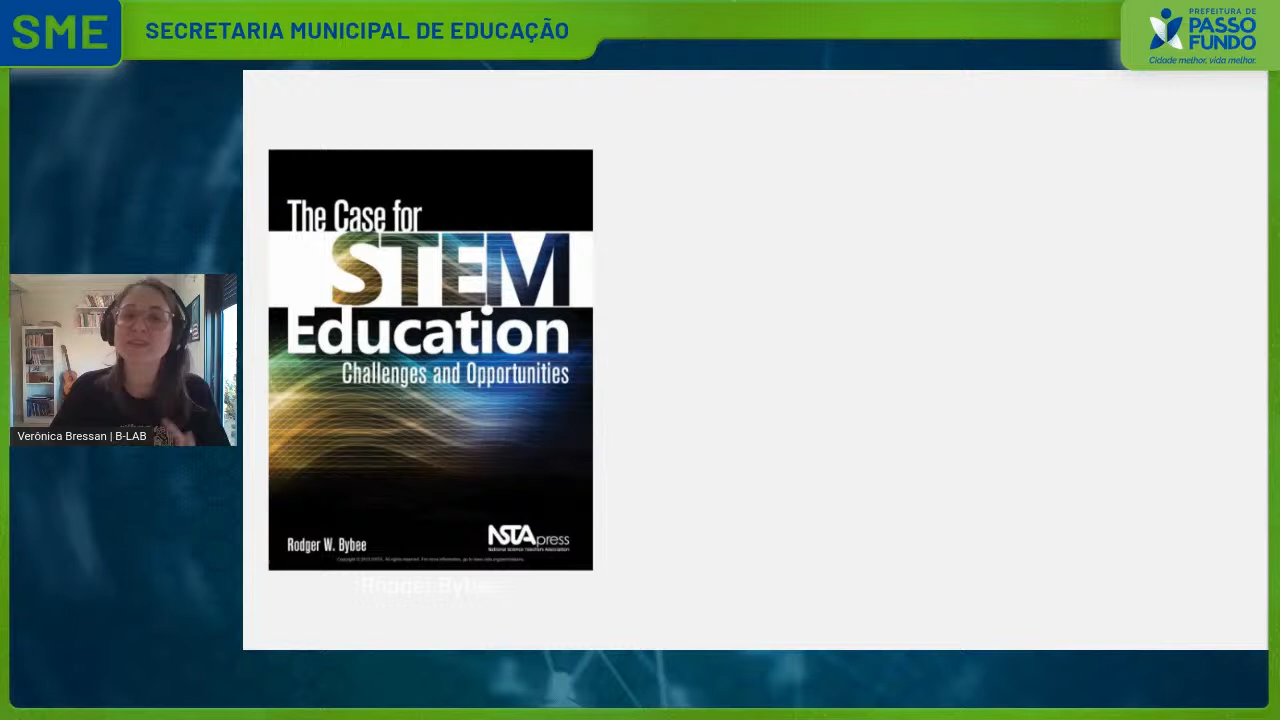 SME
SECRETARIA MUNICIPAL DE EDUCAÇÃO
PREFEITURA DE
PASSO
FUNDO
Cidade melhor, vida melhor.
The Case for
STEM
Education
Challenges and Opportunities
Rodger W. Bybee
NSTApress
National Science Teachers Association
Verônica Bressan | B-LAB